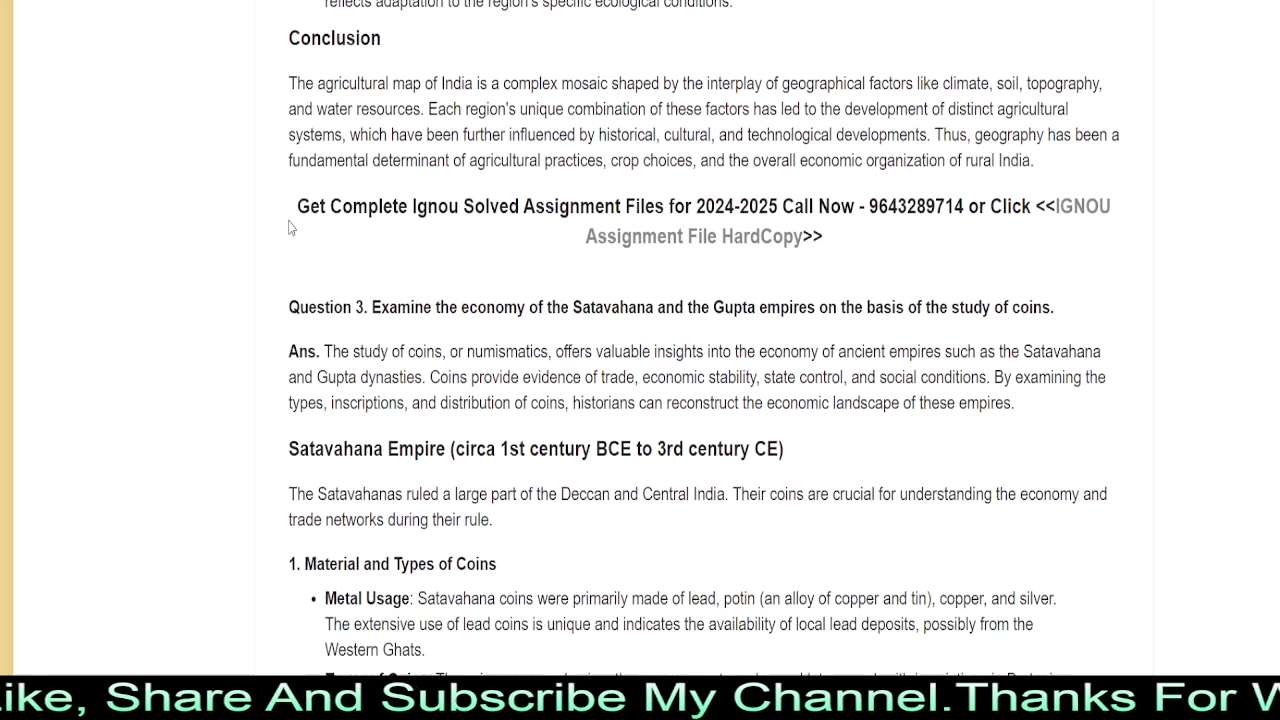 reflects adaptation to the region's specific ecological conditions.
Conclusion
The agricultural map of India is a complex mosaic shaped by the interplay of geographical factors like climate, soil, topography,
and water resources. Each region's unique combination of these factors has led to the development of distinct agricultural
systems, which have been further influenced by historical, cultural, and technological developments. Thus, geography has been a
fundamental determinant of agricultural practices, crop choices, and the overall economic organization of rural India.
Get Complete Ignou Solved Assignment Files for 2024-2025 Call Now - 9643289714 or Click <<IGNOU
Assignment File HardCopy>>
Question 3. Examine the economy of the Satavahana and the Gupta empires on the basis of the study of coins.
Ans. The study of coins, or numismatics, offers valuable insights into the economy of ancient empires such as the Satavahana
and Gupta dynasties. Coins provide evidence of trade, economic stability, state control, and social conditions. By examining the
types, inscriptions, and distribution of coins, historians can reconstruct the economic landscape of these empires.
Satavahana Empire (circa 1st century BCE to 3rd century CE)
The Satavahanas ruled a large part of the Deccan and Central India. Their coins are crucial for understanding the economy and
trade networks during their rule.
1. Material and Types of Coins
• Metal Usage: Satavahana coins were primarily made of lead, potin (an alloy of copper and tin), copper, and silver.
The extensive use of lead coins is unique and indicates the availability of local lead deposits, possibly from the
Western Ghats.
ike, Share And Subscribe My Channel.Thanks For W